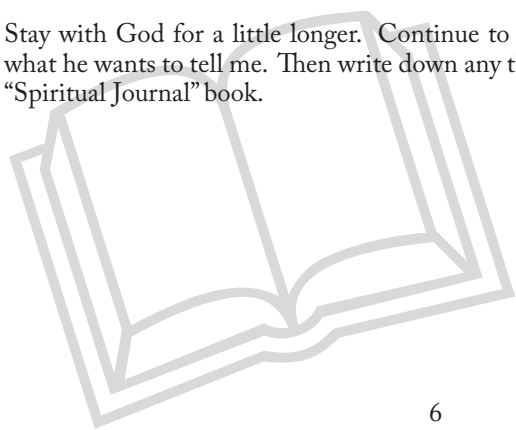 Stay with God for a little longer. Continue to
what he wants to tell me. Then write down any t
“Spiritual Journal” book.
6